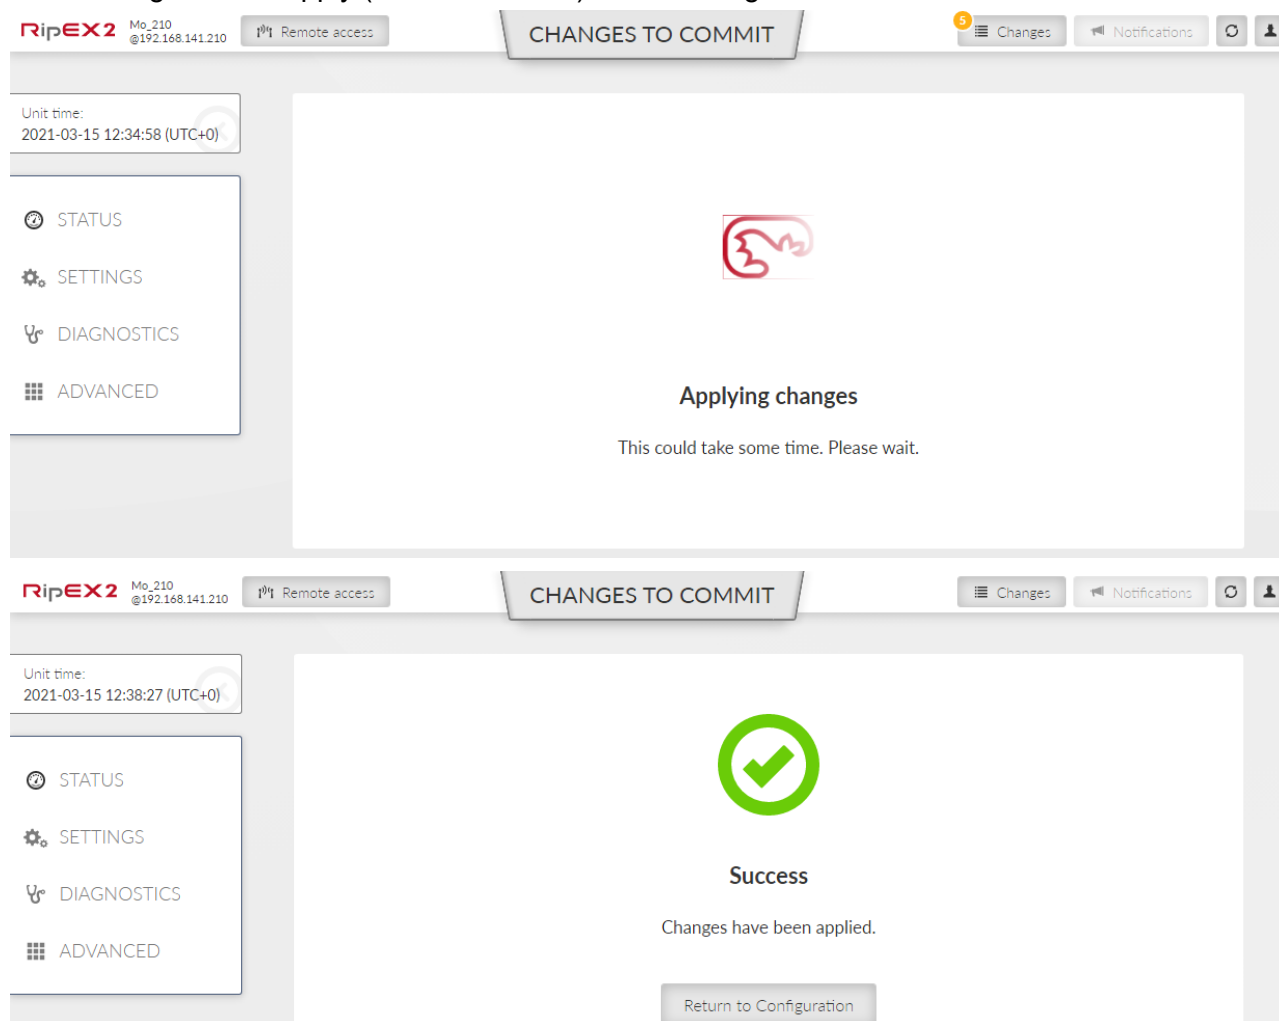 RipEX2
Mo_210
@192.168.141.210
Remote access
CHANGES TO COMMIT
5
Changes
Notifications
Unit time:
2021-03-15 12:34:58 (UTC+0)
STATUS
SETTINGS
DIAGNOSTICS
ADVANCED
Applying changes
This could take some time. Please wait.
RipEX2
Mo_210
@192.168.141.210
Remote access
CHANGES TO COMMIT
Changes
Notifications
Unit time:
2021-03-15 12:38:27 (UTC+0)
STATUS
SETTINGS
DIAGNOSTICS
ADVANCED
Success
Changes have been applied.
Return to Configuration